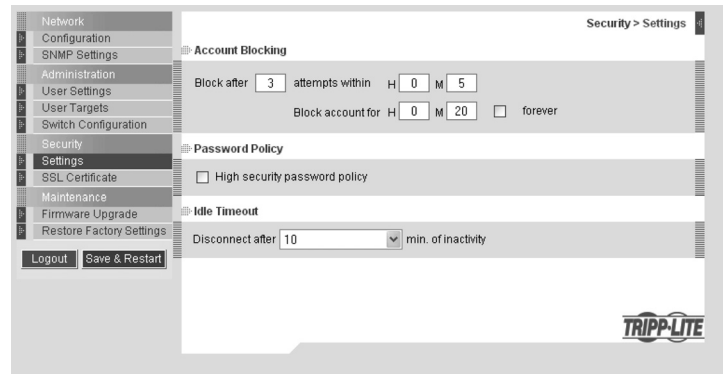 Network
Configuration
SNMP Settings
Administration
User Settings
User Targets
Switch Configuration
Security
Settings
SSL Certificate
Maintenance
Firmware Upgrade
Restore Factory Settings
Logout Save & Restart
Security > Settings
Account Blocking
Block after 3 attempts within H 0 M 5
Block account for H 0 M 20 forever
Password Policy
High security password policy
Idle Timeout
Disconnect after 10 min. of inactivity
TRIPP·LITE